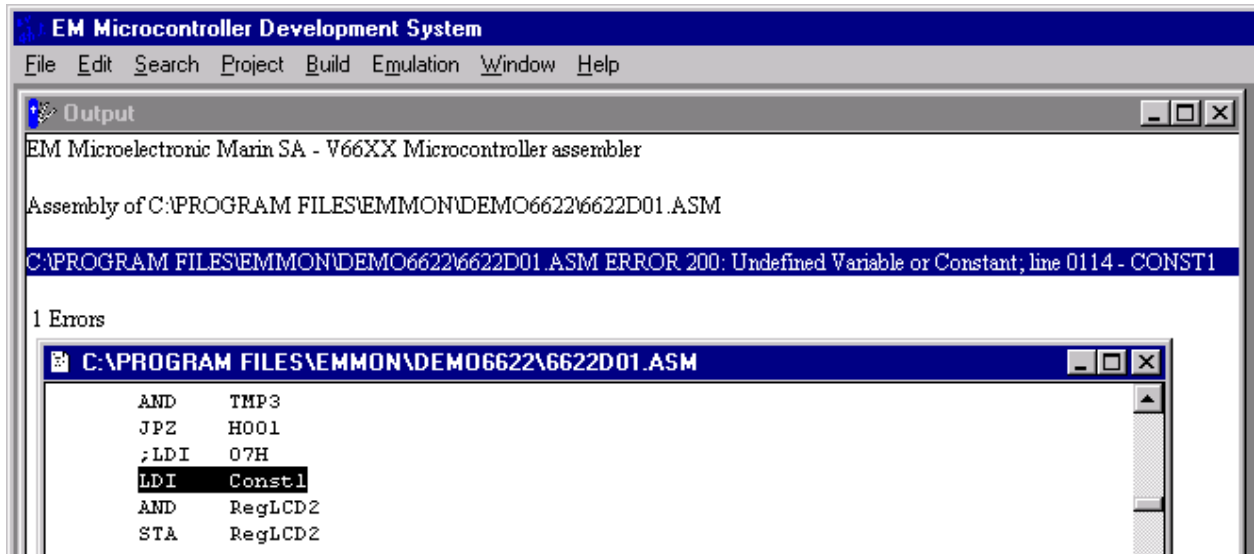 EM Microcontroller Development System
File Edit Search Project Build Emulation Window Help
Output
EM Microelectronic Marin SA - V66XX Microcontroller assembler
Assembly of C:\PROGRAM FILES\EMMON\DEMO6622\6622D01.ASM
C:\PROGRAM FILES\EMMON\DEMO6622\6622D01.ASM ERROR 200: Undefined Variable or Constant; line 0114 - CONST1
1 Errors
C:\PROGRAM FILES\EMMON\DEMO6622\6622D01.ASM
AND TMP3
JPZ H001
;LDI 07H
LDI Const1
AND RegLCD2
STA RegLCD2